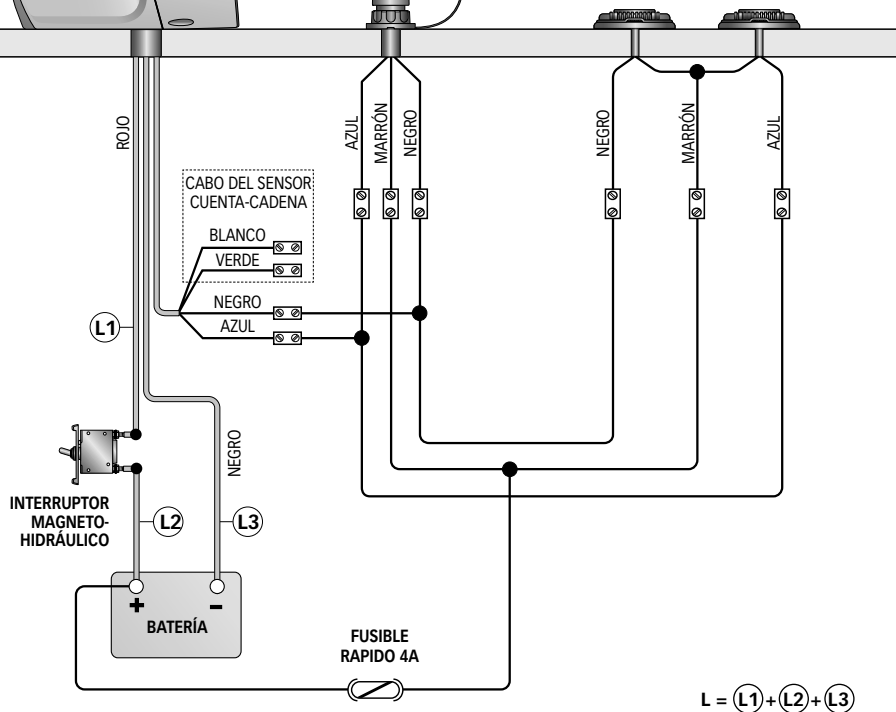 ROJO
AZUL
MARRÓN
NEGRO
NEGRO
MARRÓN
AZUL
CABO DEL SENSOR
CUENTA-CADENA
BLANCO
VERDE
NEGRO
AZUL
L1
NEGRO
INTERRUPTOR
MAGNETO-
HIDRÁULICO
L2
L3
+
−
BATERÍA
FUSIBLE
RAPIDO 4A
L = L1 + L2 + L3